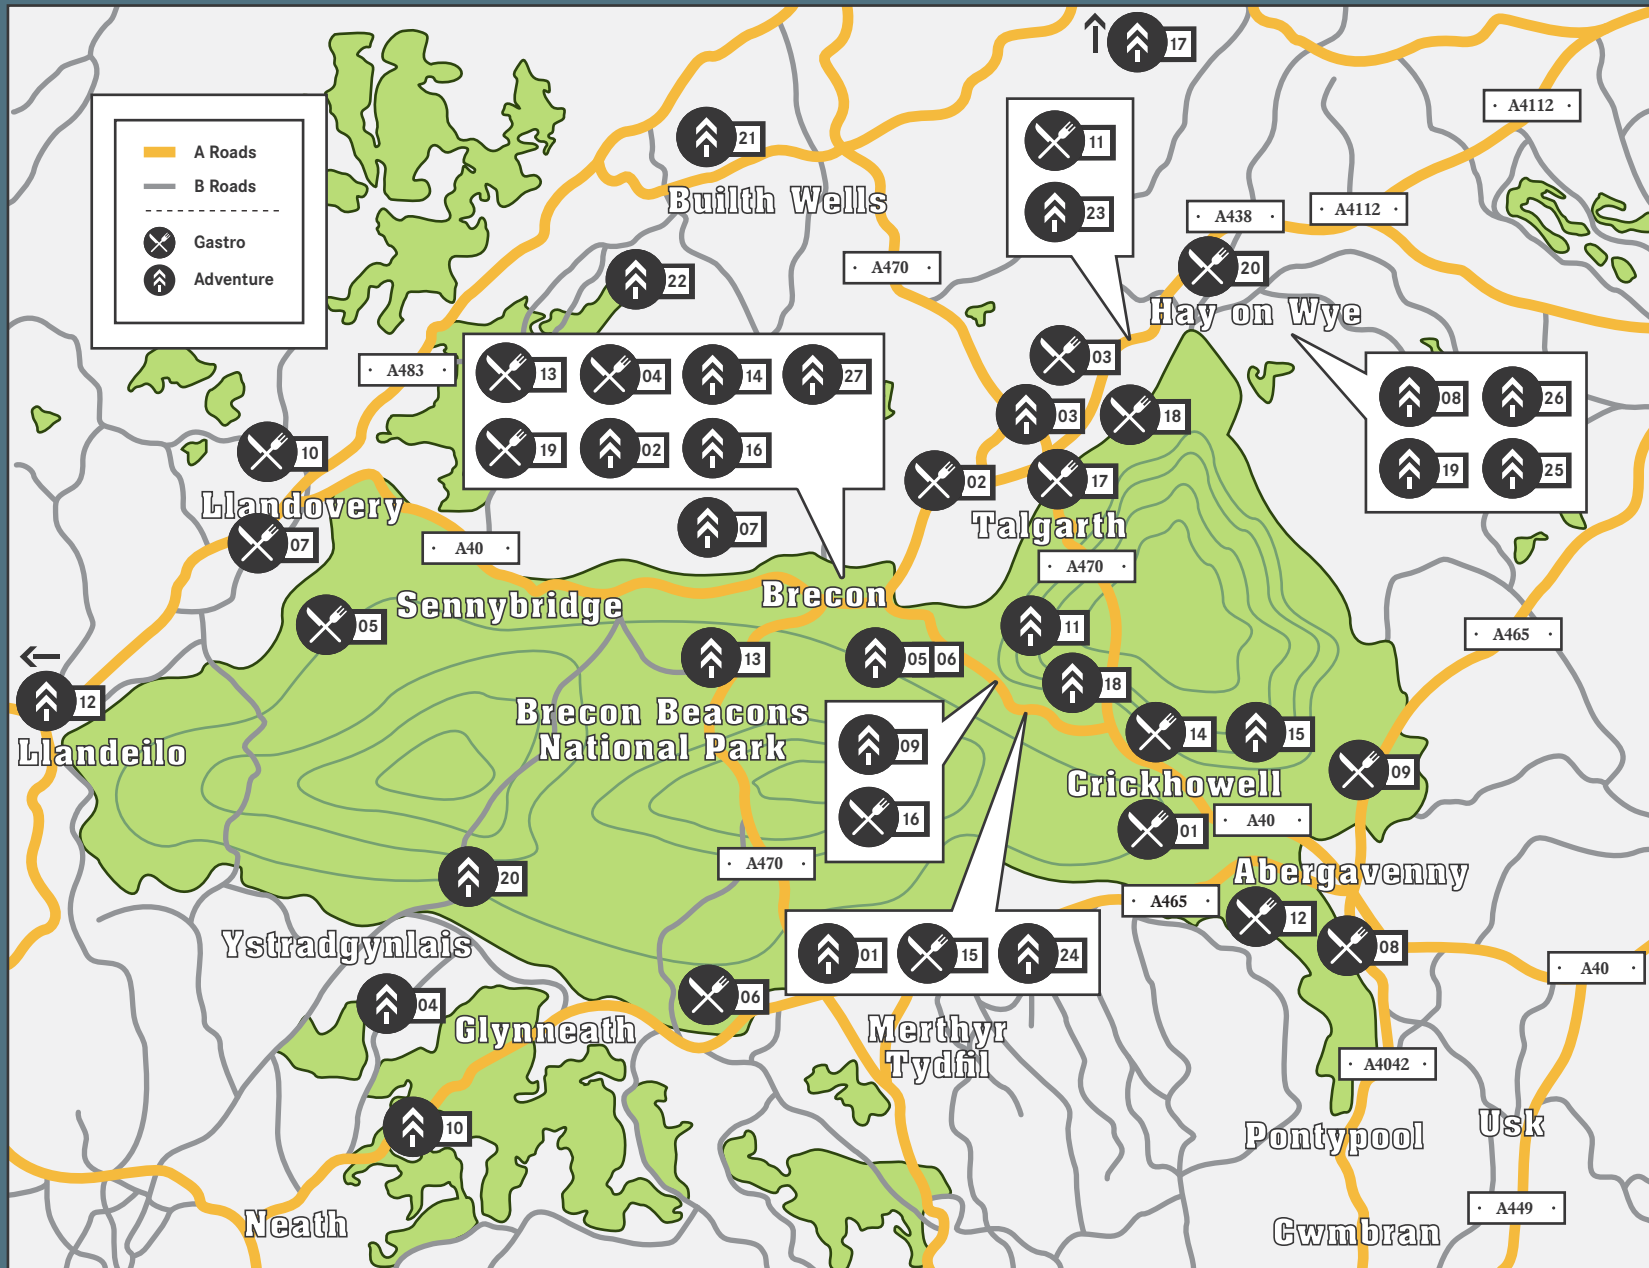 17
A4112
A Roads
B Roads
Gastro
Adventure
21
11
23
Builth Wells
A438
A4112
A470
20
22
Hay on Wye
A483
13
04
14
27
19
02
16
03
03
18
08
26
19
25
10
02
17
Llandovery
07
07
Talgarth
A40
A470
Sennybridge
Brecon
05
11
A465
13
05
06
12
18
Brecon Beacons
National Park
09
16
14
15
Llandeilo
Crickhowell
09
01
A40
A470
20
Abergavenny
A465
12
08
Ystradgynlais
01
15
24
A40
04
06
Glynneath
Merthyr
Tydfil
A4042
10
Pontypool
Usk
Neath
A449
Cwmbran